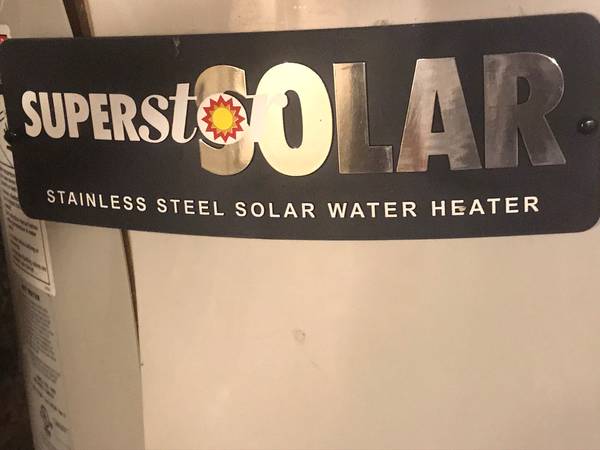 SUPERstor SOLAR
STAINLESS STEEL SOLAR WATER HEATER